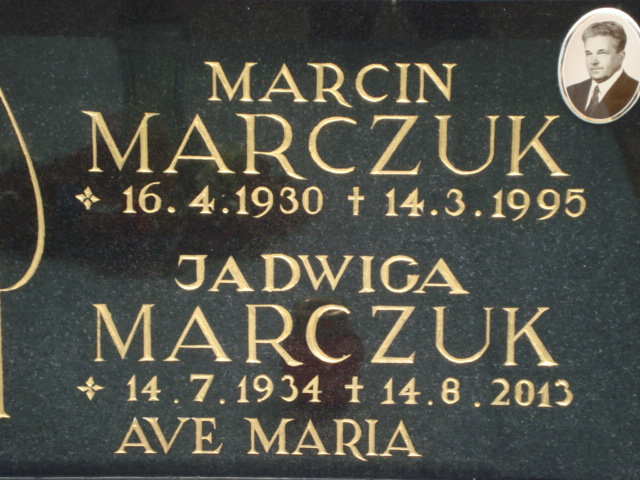 MARCIN
MARCZUK
16.4.1930 † 14.3.1995
JADWIGA
MARCZUK
14.7.1934 † 14.8.2013
AVE MARIA